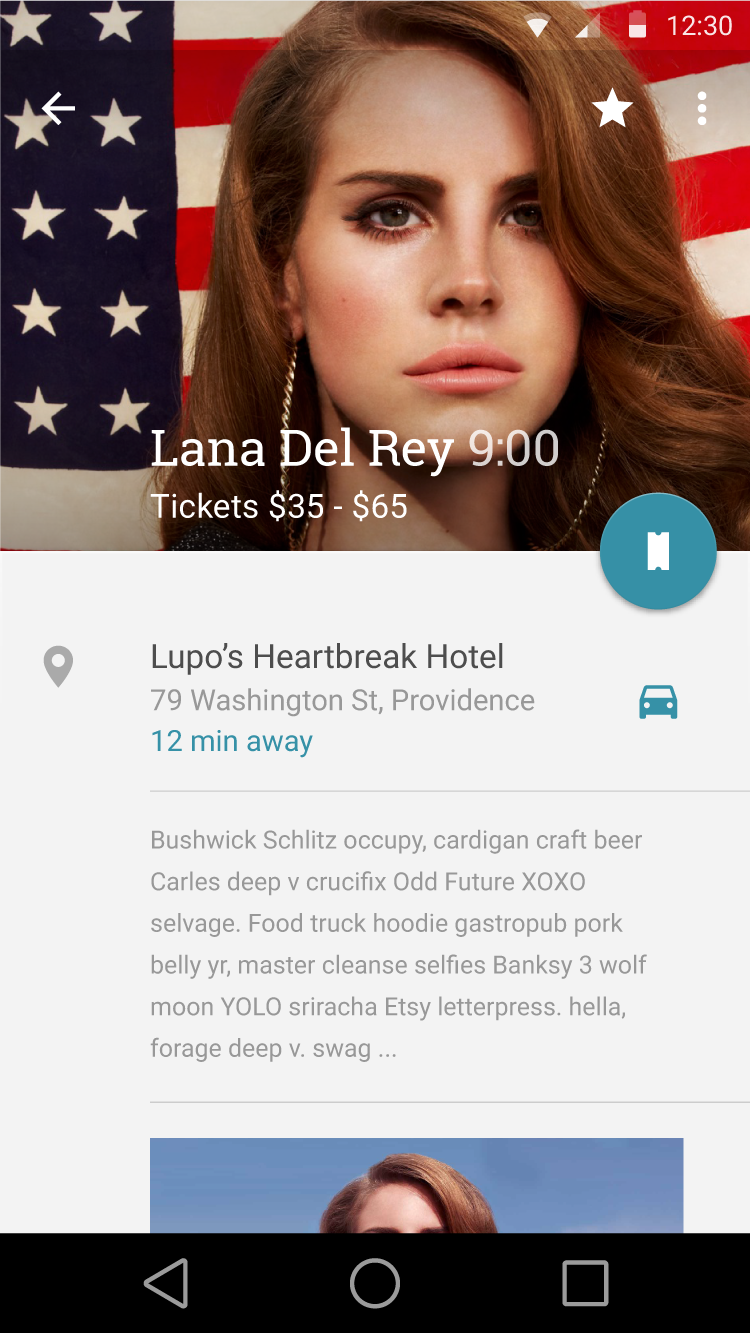 12:30
Lana Del Rey 9:00
Tickets $35 - $65
Lupo’s Heartbreak Hotel
79 Washington St, Providence
12 min away
Bushwick Schlitz occupy, cardigan craft beer
Carles deep v crucifix Odd Future XOXO
selvage. Food truck hoodie gastropub pork
belly yr, master cleanse selfies Banksy 3 wolf
moon YOLO sriracha Etsy letterpress. hella,
forage deep v. swag ...